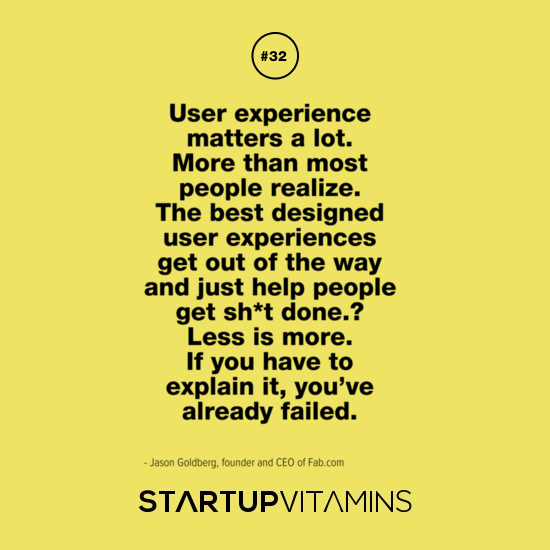 #32
User experience
matters a lot.
More than most
people realize.
The best designed
user experiences
get out of the way
and just help people
get sh*t done.?
Less is more.
If you have to
explain it, you’ve
already failed.
- Jason Goldberg, founder and CEO of Fab.com
STARTUPVITAMINS